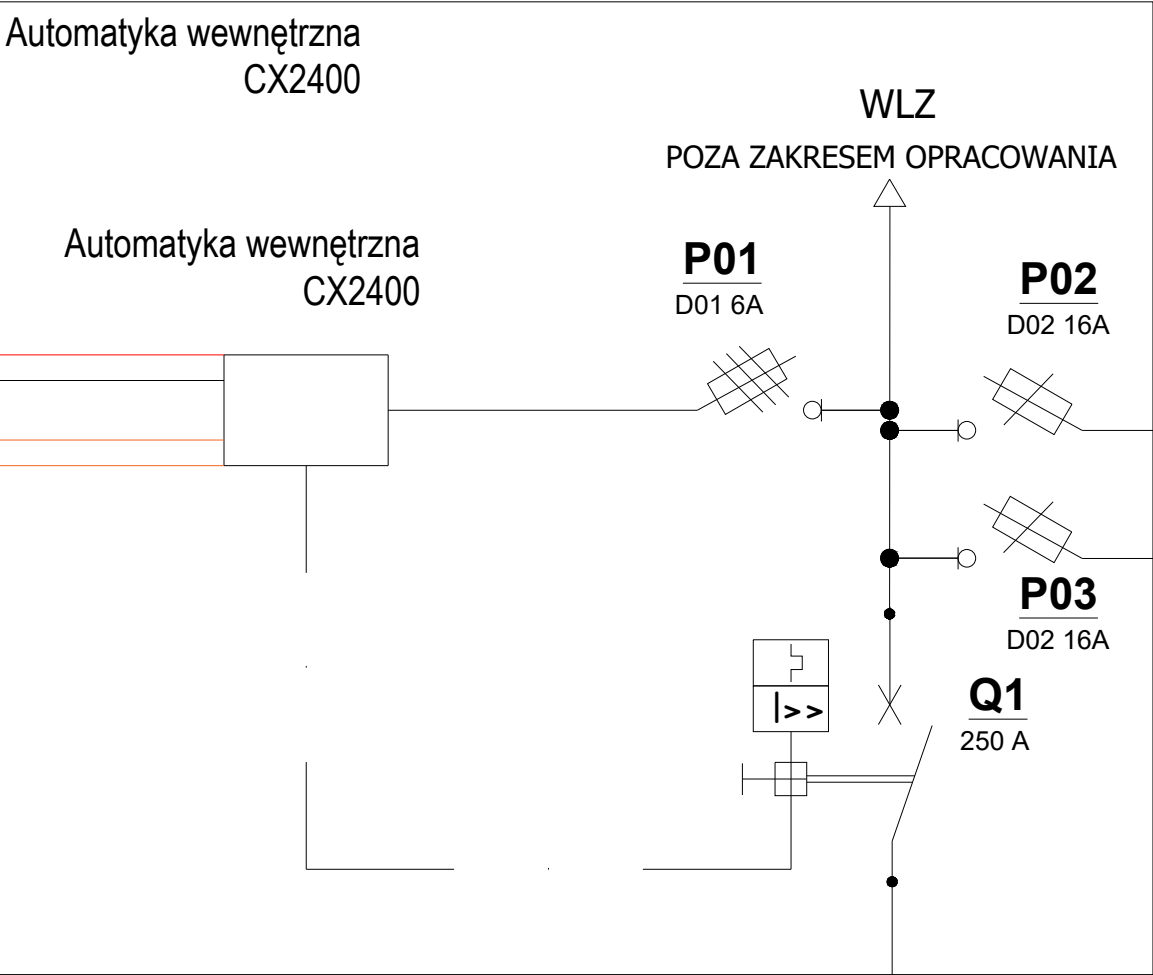 Automatyka wewnętrzna
CX2400
WLZ
POZA ZAKRESEM OPRACOWANIA
Automatyka wewnętrzna
CX2400
P01
D01 6A
P02
D02 16A
P03
D02 16A
|>>
Q1
250 A